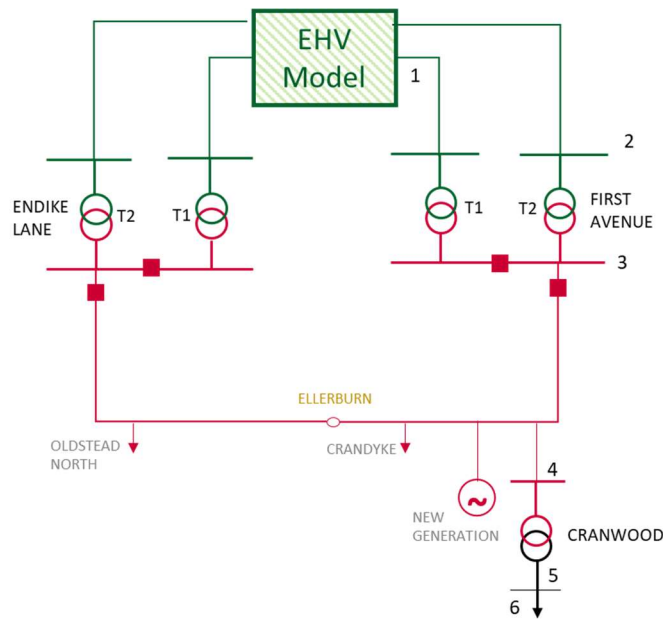 EHV
Model
1
2
ENDIKE
LANE
T2
T1
T1
T2
FIRST
AVENUE
3
ELLERBURN
OLDSTEAD
NORTH
CRANDYKE
4
NEW
GENERATION
~
CRANWOOD
5
6